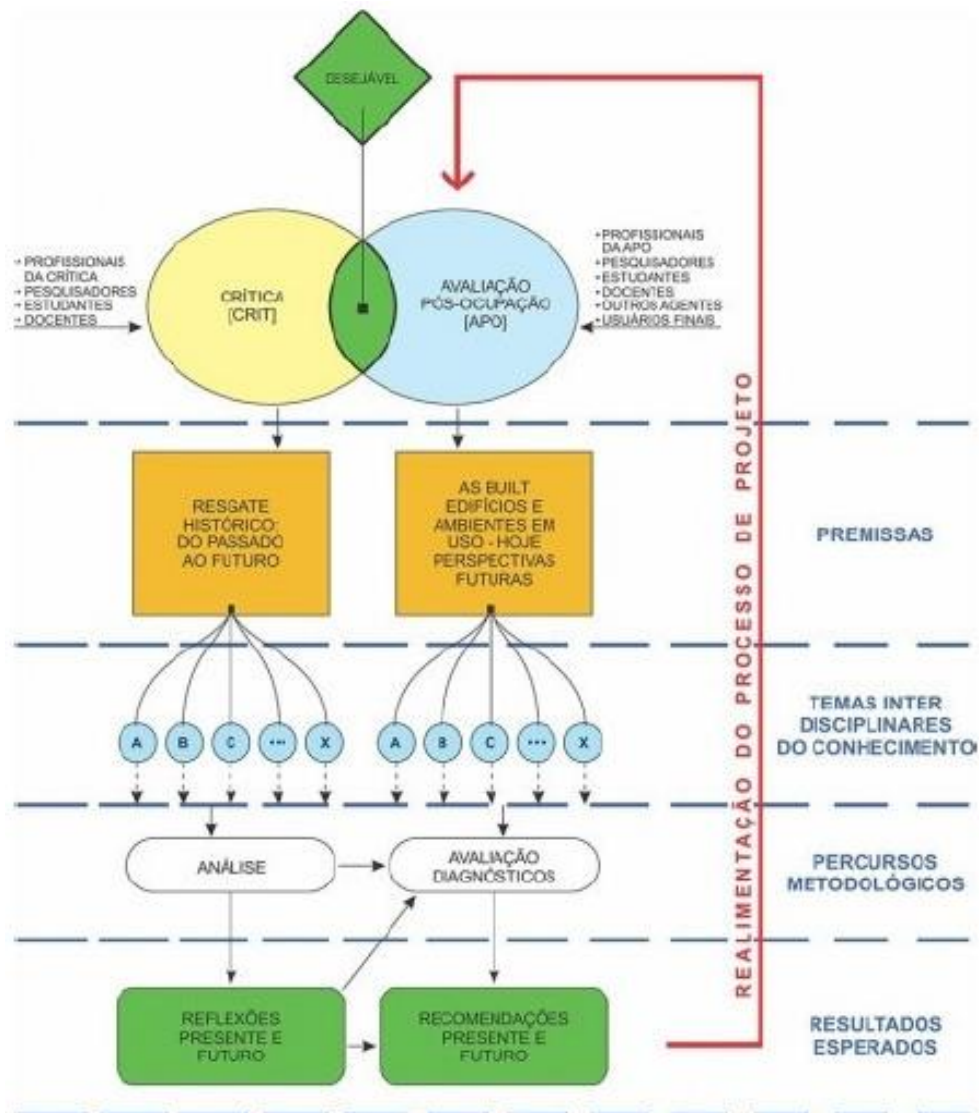 DESEJÁVEL
PROFISSIONAIS
DA CRÍTICA
PESQUISADORES
ESTUDANTES
DOCENTES
CRÍTICA
[CRIT]
AVALIAÇÃO
PÓS-OCUPAÇÃO
[APO]
• PROFISSIONAIS
DA APO
• PESQUISADORES
• ESTUDANTES
• DOCENTES
• OUTROS AGENTES
• USUÁRIOS FINAIS
RESGATE
HISTÓRICO:
DO PASSADO
AO FUTURO
AS BUILT
EDIFÍCIOS E
AMBIENTES EM
USO - HOJE
PERSPECTIVAS
FUTURAS
PREMISSAS
A B C ... X
A B C ... X
TEMAS INTER
DISCIPLINARES
DO CONHECIMENTO
ANÁLISE
AVALIAÇÃO
DIAGNÓSTICOS
PERCURSOS
METODOLÓGICOS
REFLEXÕES
PRESENTE E
FUTURO
RECOMENDAÇÕES
PRESENTE E
FUTURO
RESULTADOS
ESPERADOS
REALIMENTAÇÃO DO PROCESSO DE PROJETO